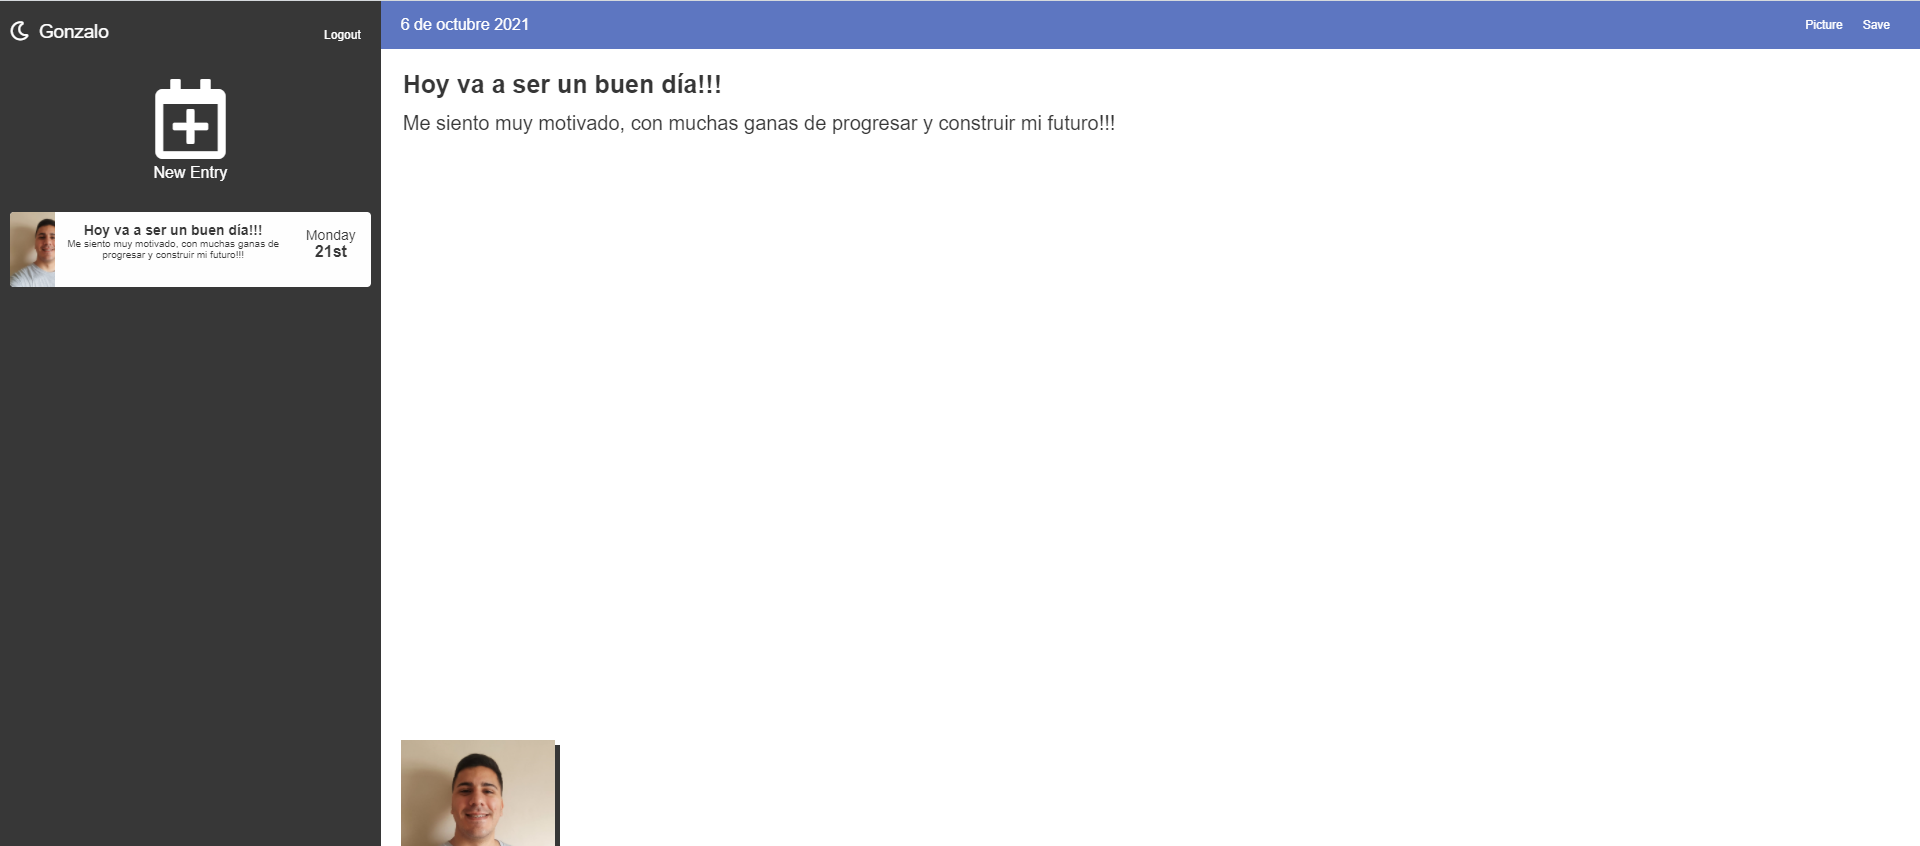 Gonzalo
Logout
New Entry
Hoy va a ser un buen día!!!
Me siento muy motivado, con muchas ganas de
progresar y construir mi futuro!!!
Monday
21st
6 de octubre 2021
Picture
Save
Hoy va a ser un buen día!!!
Me siento muy motivado, con muchas ganas de progresar y construir mi futuro!!!